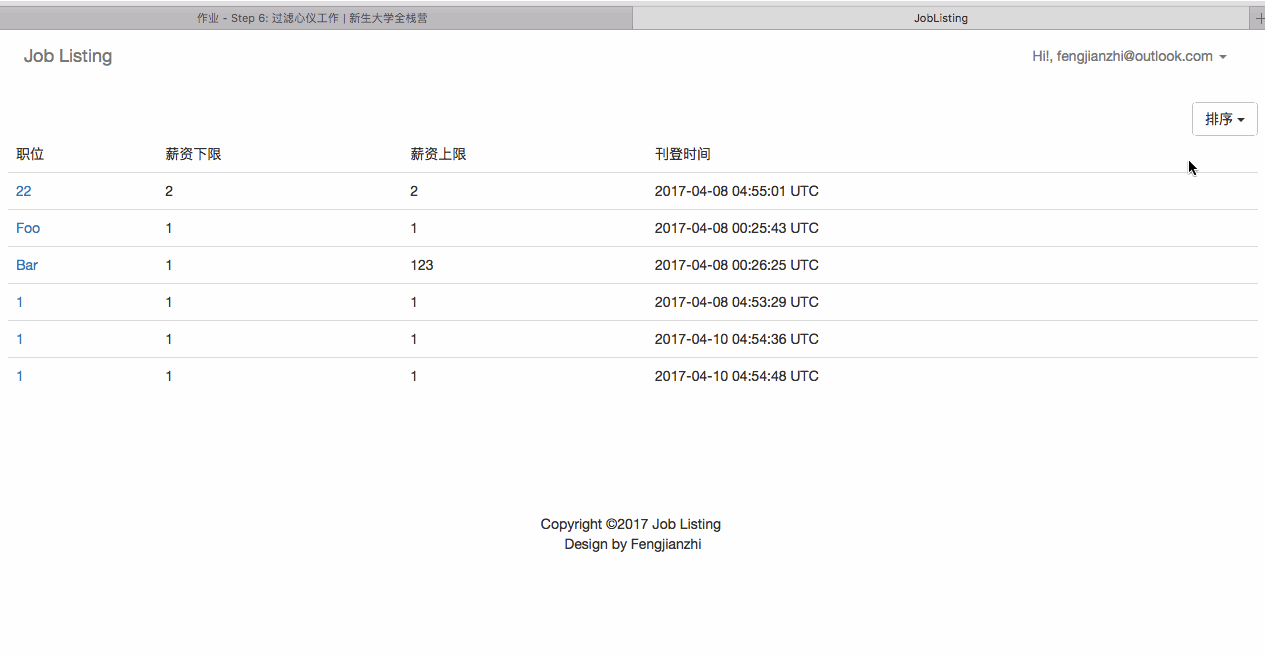 作业 - Step 6: 过滤心仪工作 | 新生大学全栈营 JobListing
Job Listing Hi!, fengjianzhi@outlook.com
排序
职位 薪资下限 薪资上限 刊登时间
22 2 2 2017-04-08 04:55:01 UTC
Foo 1 1 2017-04-08 00:25:43 UTC
Bar 1 123 2017-04-08 00:26:25 UTC
1 1 1 2017-04-08 04:53:29 UTC
1 1 1 2017-04-10 04:54:36 UTC
1 1 1 2017-04-10 04:54:48 UTC
Copyright ©2017 Job Listing
Design by Fengjianzhi